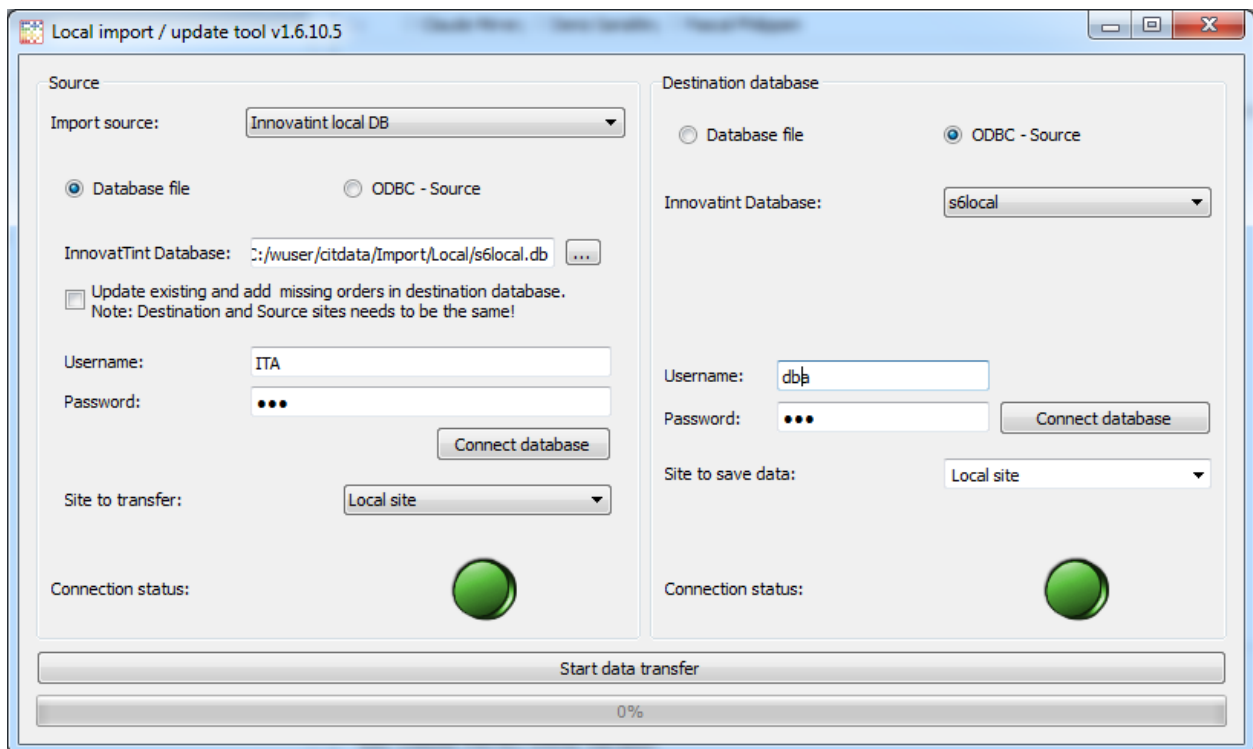 Local import / update tool v1.6.10.5
Source
Import source:
Innovatint local DB
Database file
ODBC - Source
InnovatTint Database:
C:/wuser/citdata/Import/Local/s6local.db
...
Update existing and add  missing orders in destination database.
Note: Destination and Source sites needs to be the same!
Username:
ITA
Password:
•••
Connect database
Site to transfer:
Local site
Connection status:
Destination database
Database file
ODBC - Source
Innovatint Database:
s6local
Username:
dba
Password:
•••
Connect database
Site to save data:
Local site
Connection status:
Start data transfer
0%